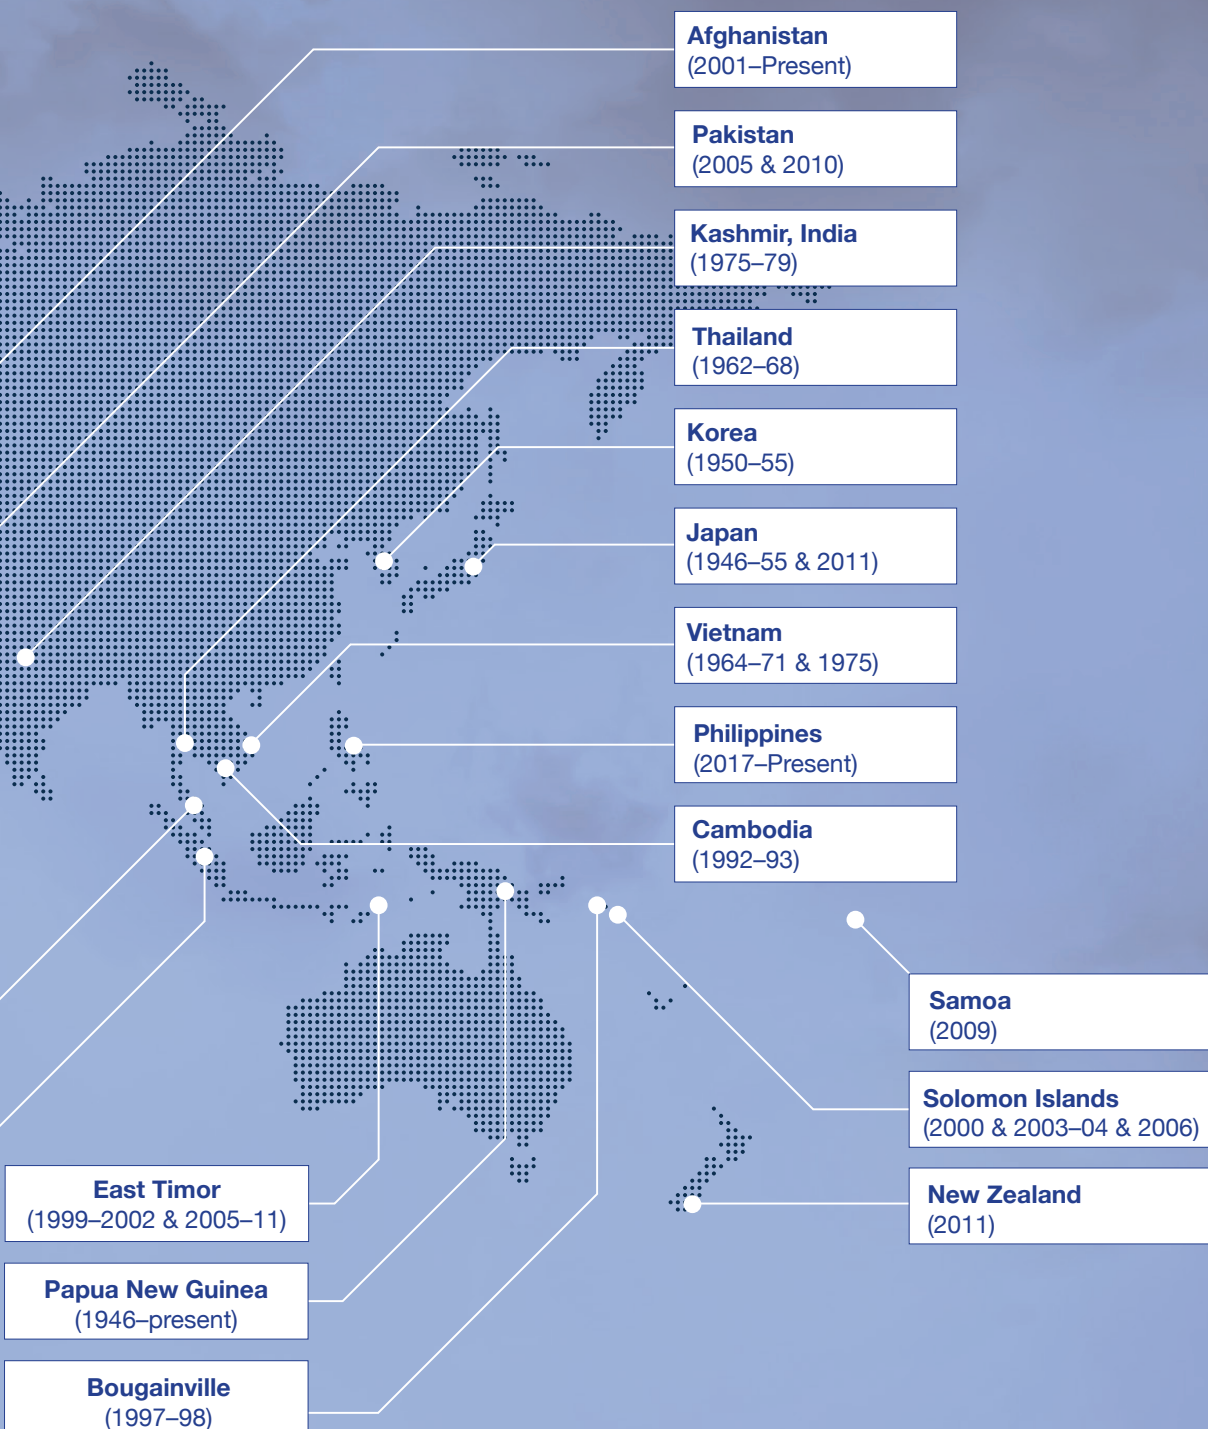 Afghanistan
(2001–Present)
Pakistan
(2005 & 2010)
Kashmir, India
(1975–79)
Thailand
(1962–68)
Korea
(1950–55)
Japan
(1946–55 & 2011)
Vietnam
(1964–71 & 1975)
Philippines
(2017–Present)
Cambodia
(1992–93)
Samoa
(2009)
Solomon Islands
(2000 & 2003–04 & 2006)
New Zealand
(2011)
East Timor
(1999–2002 & 2005–11)
Papua New Guinea
(1946–present)
Bougainville
(1997–98)